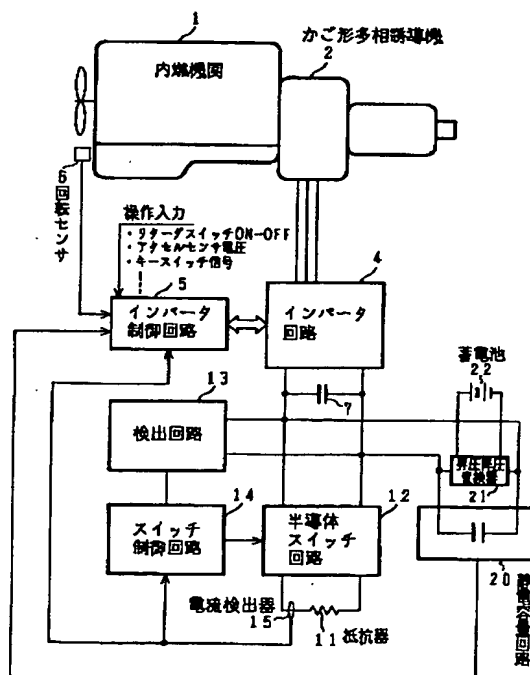 1
かご形多相誘導機
2
内燃機関
6
回転センサ
操作入力
・リターダスイッチON-OFF
・アクセルセンサ電圧
・キースイッチ信号
5
インバータ
制御回路
4
インバータ
回路
7
蓄電池
22
昇圧降圧
変換器
21
13
検出回路
14
スイッチ
制御回路
12
半導体
スイッチ
回路
電流検出器
15
11 抵抗器
20
静電容量回路